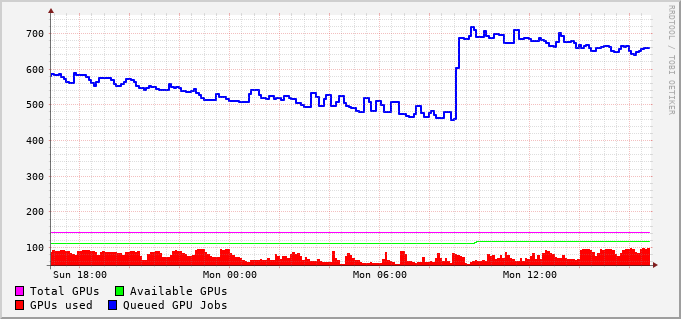 700
600
500
400
300
200
100
Sun 18:00 Mon 00:00 Mon 06:00 Mon 12:00
Total GPUs Available GPUs
GPUs used Queued GPU Jobs
RRDTOOL / TOBI OETIKER